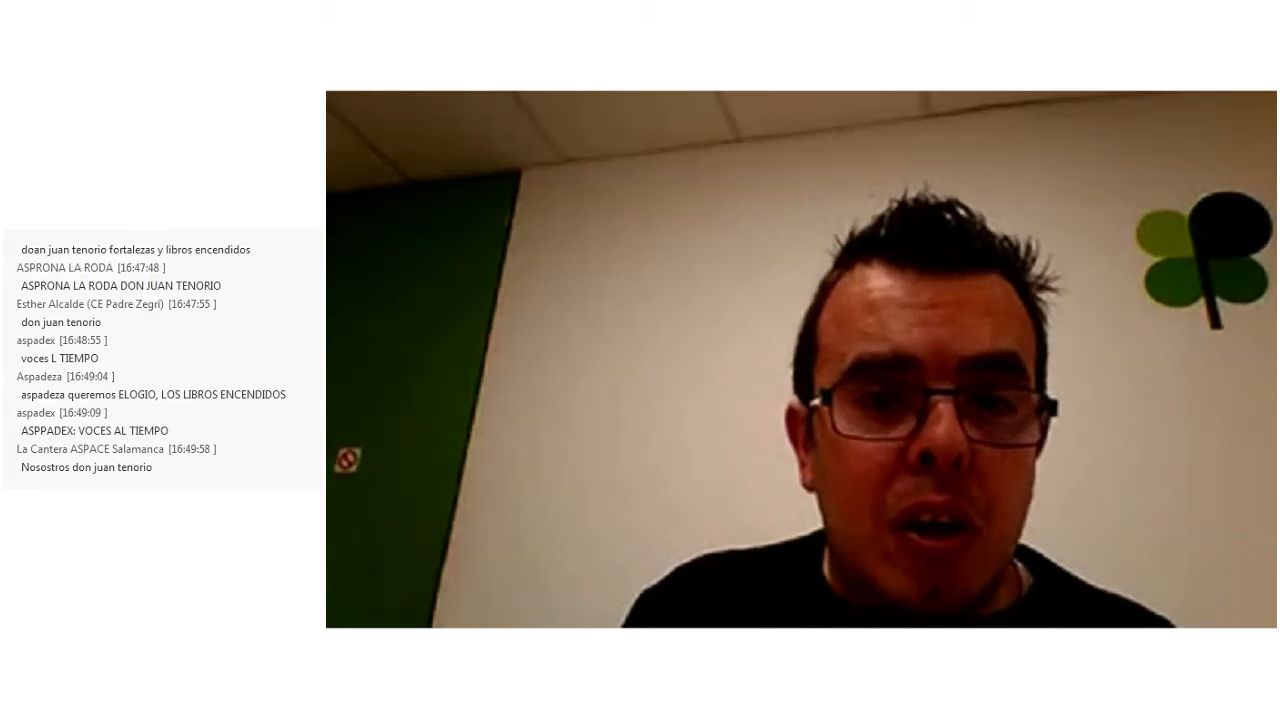 doan juan tenorio fortalezas y libros encendidos
ASPRONA LA RODA [16:47:48 ]
ASPRONA LA RODA DON JUAN TENORIO
Esther Alcalde (CE Padre Zegrí) [16:47:55 ]
don juan tenorio
aspadex [16:48:55 ]
voces L TIEMPO
Aspadeza [16:49:04 ]
aspadeza queremos ELOGIO, LOS LIBROS ENCENDIDOS
aspadex [16:49:09 ]
ASPPADEX: VOCES AL TIEMPO
La Cantera ASPACE Salamanca [16:49:58 ]
Nosostros don juan tenorio